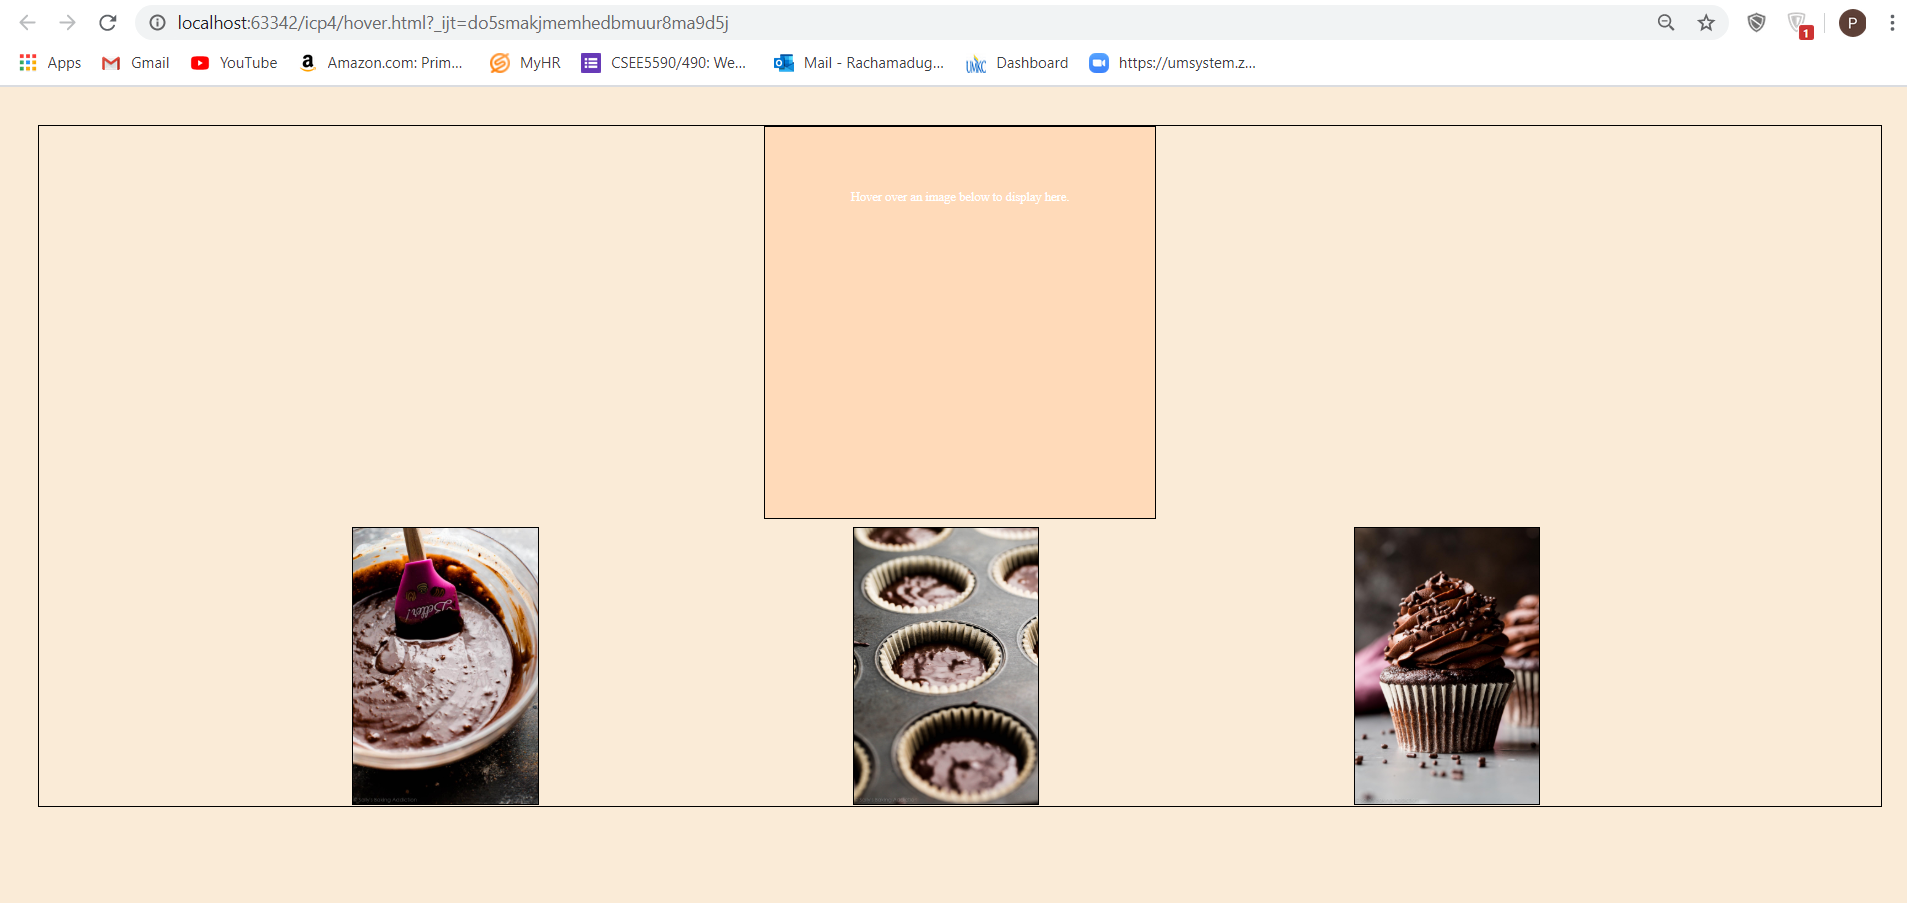 localhost:63342/icp4/hover.html?_ijt=do5smakjmemhedbmuur8ma9d5j
1
P
Apps Gmail YouTube Amazon.com: Prim... MyHR CSEE5590/490: We... Mail - Rachamadug... UMKC Dashboard https://umsystem.z...
Hover over an image below to display here.